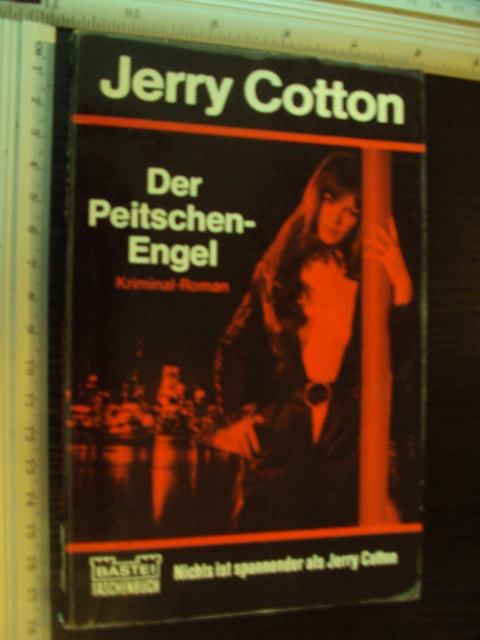 Jerry Cotton
Der
Peitschen-
Engel
Kriminal-Roman
BASTEI
TASCHENBUCH
Nichts ist spannender als Jerry Cotton